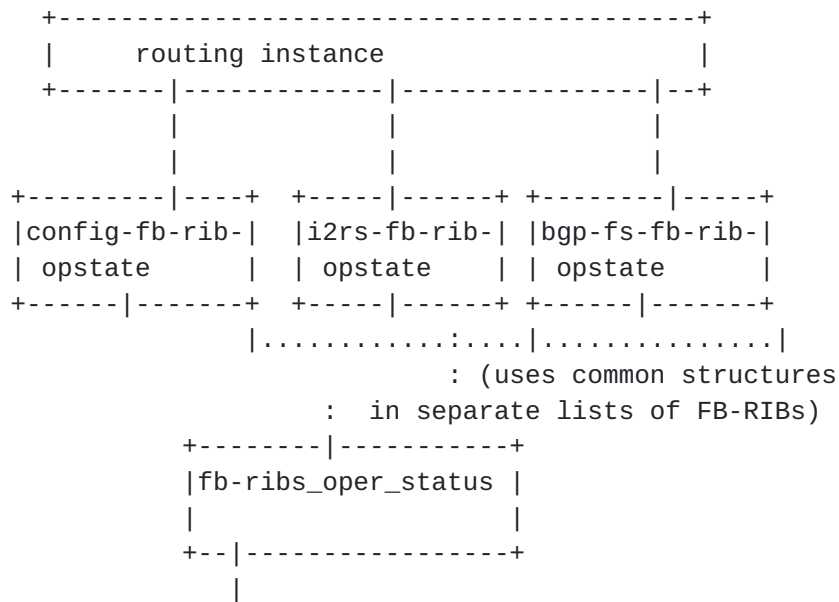 +-----------------------------------------+
|      routing instance                   |
+-------|-------------|----------------|--+
|             |                |
|             |                |
+---------|----+  +-----|------+ +--------|-----+
|config-fb-rib-|  |i2rs-fb-rib-| |bgp-fs-fb-rib-|
| opstate      |  | opstate    | | opstate      |
+------|-------+  +-----|------+ +------|-------+
|............:....|...............|
: (uses common structures
:  in separate lists of FB-RIBs)
+--------|-----------+
|fb-ribs_oper_status |
|                    |
+--|-----------------+
|